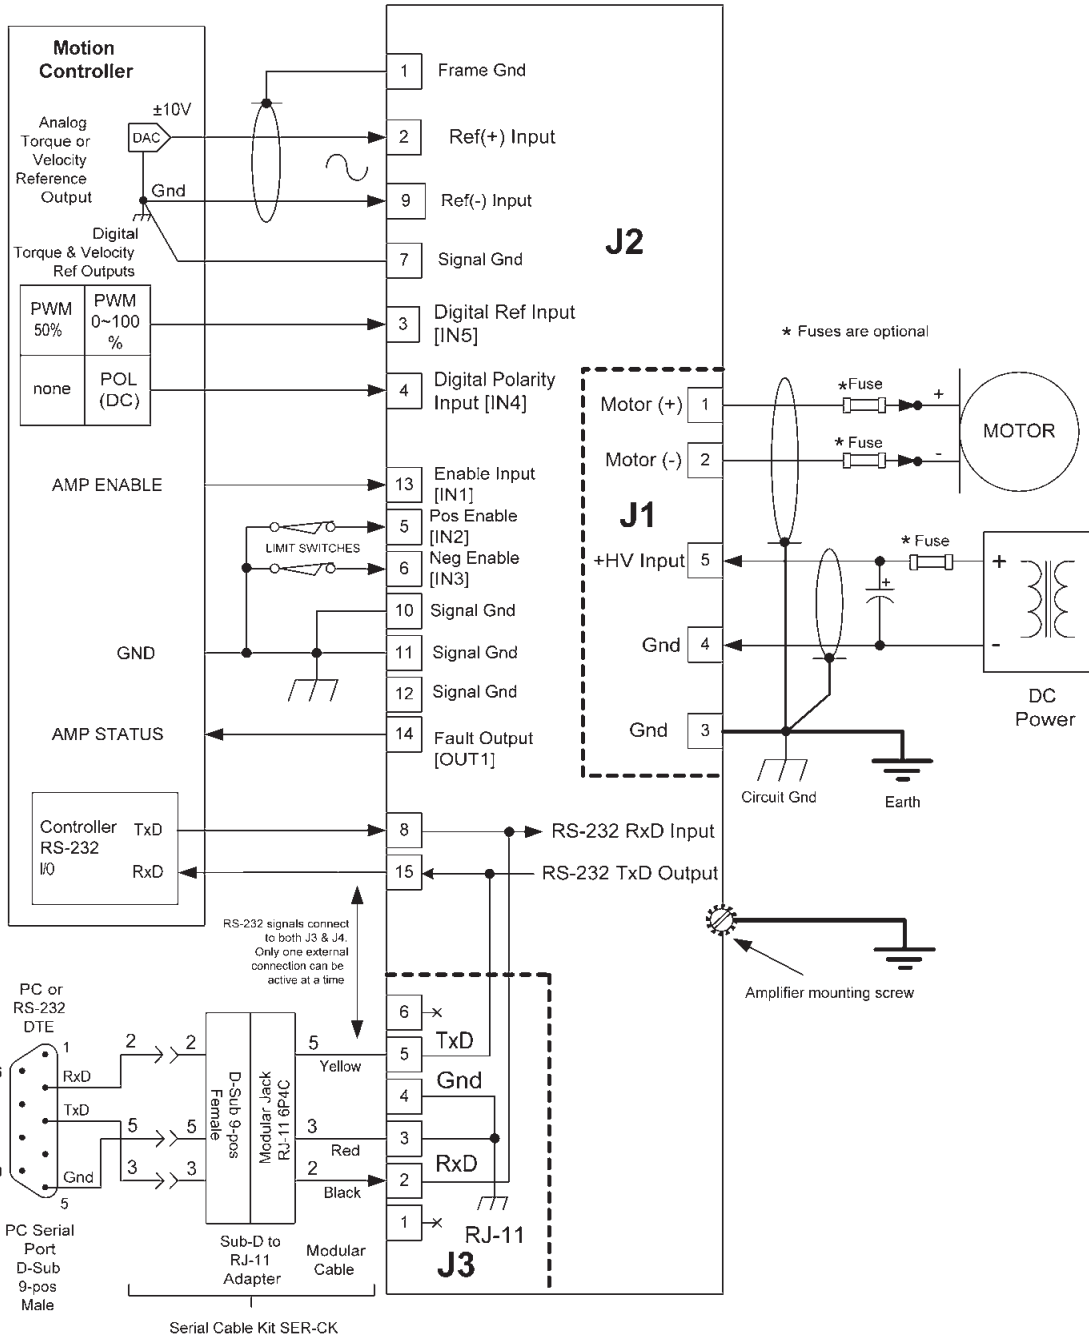 Motion
Controller
±10V
Analog
Torque or
Velocity
Reference
Output
DAC
Gnd
Digital
Torque & Velocity
Ref Outputs
PWM
50%
PWM
0~100
%
none
POL
(DC)
AMP ENABLE
LIMIT SWITCHES
GND
AMP STATUS
Controller
RS-232
I/0
TxD
RxD
1 Frame Gnd
2 Ref(+) Input
9 Ref(-) Input
7 Signal Gnd
3 Digital Ref Input
[IN5]
4 Digital Polarity
Input [IN4]
13 Enable Input
[IN1]
5 Pos Enable
[IN2]
6 Neg Enable
[IN3]
10 Signal Gnd
11 Signal Gnd
12 Signal Gnd
14 Fault Output
[OUT1]
8 RS-232 RxD Input
15 RS-232 TxD Output
J2
* Fuses are optional
Motor (+) 1
*Fuse
+
Motor (-) 2
* Fuse
-
MOTOR
J1
+HV Input 5
* Fuse
+
+
Gnd 4
-
DC
Power
Gnd 3
Circuit Gnd
Earth
Amplifier mounting screw
RS-232 signals connect
to both J3 & J4.
Only one external
connection can be
active at a time
PC or
RS-232
DTE
1
RxD
TxD
Gnd
5
2 2
5 5
3 3
D-Sub 9-pos
Female
Modular Jack
RJ-11 6P4C
5
Yellow
3
Red
2
Black
6
5 TxD
4 Gnd
3
2 RxD
1
RJ-11
J3
PC Serial
Port
D-Sub
9-pos
Male
Sub-D to
RJ-11
Adapter
Modular
Cable
Serial Cable Kit SER-CK